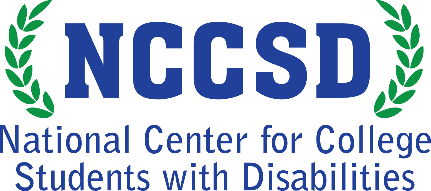 NCCSD
National Center for College
Students with Disabilities